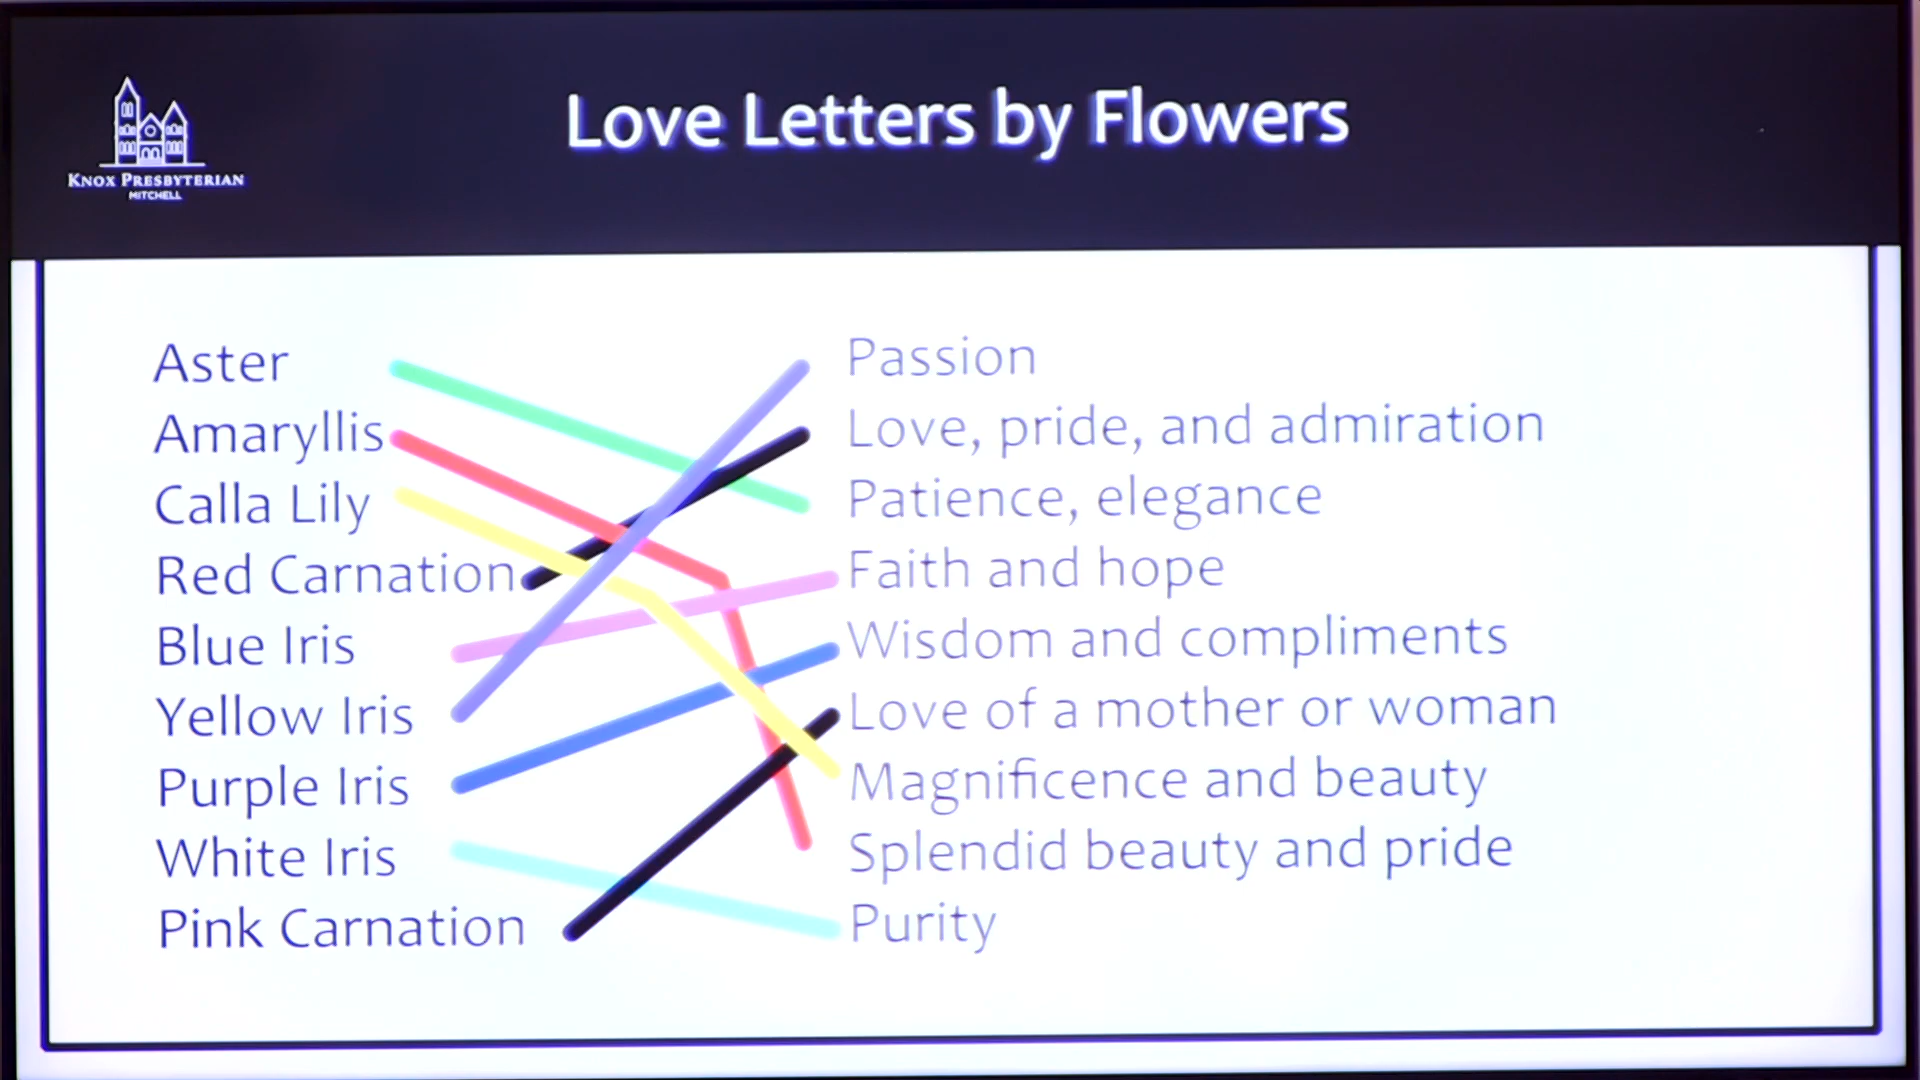 Love Letters by Flowers
KNOX PRESBYTERIAN
MITCHELL
Aster
Amaryllis
Calla Lily
Red Carnation
Blue Iris
Yellow Iris
Purple Iris
White Iris
Pink Carnation
Passion
Love, pride, and admiration
Patience, elegance
Faith and hope
Wisdom and compliments
Love of a mother or woman
Magnificence and beauty
Splendid beauty and pride
Purity